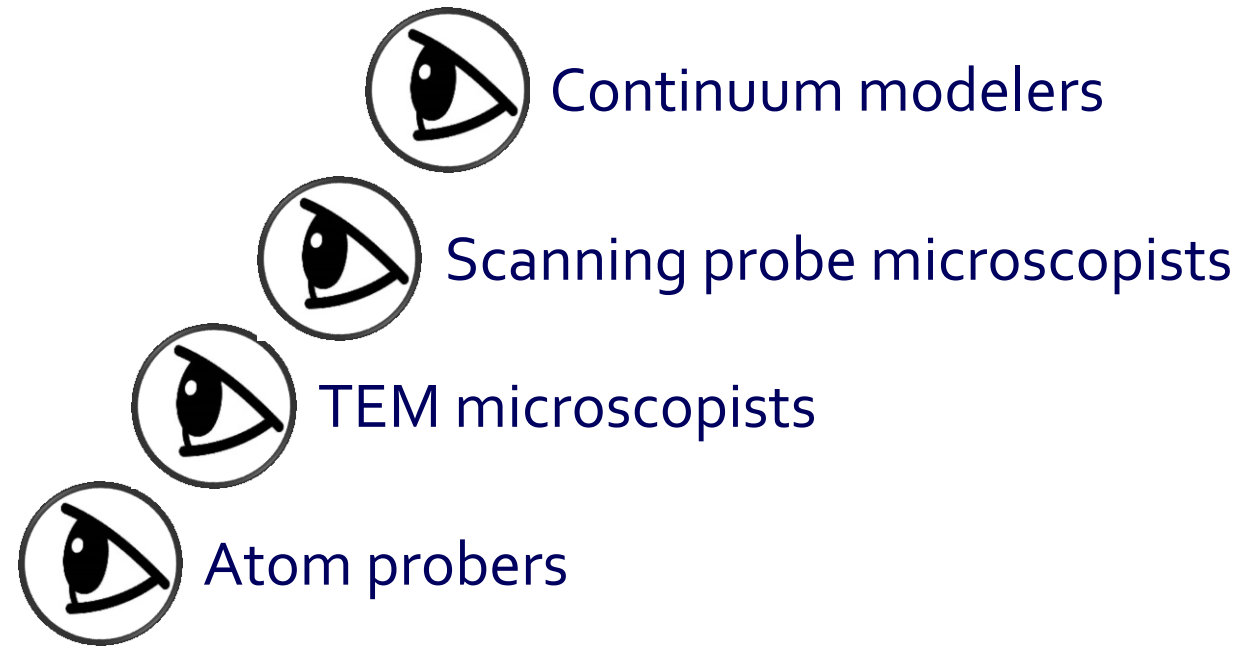 Continuum modelers
Scanning probe microscopists
TEM microscopists
Atom probers